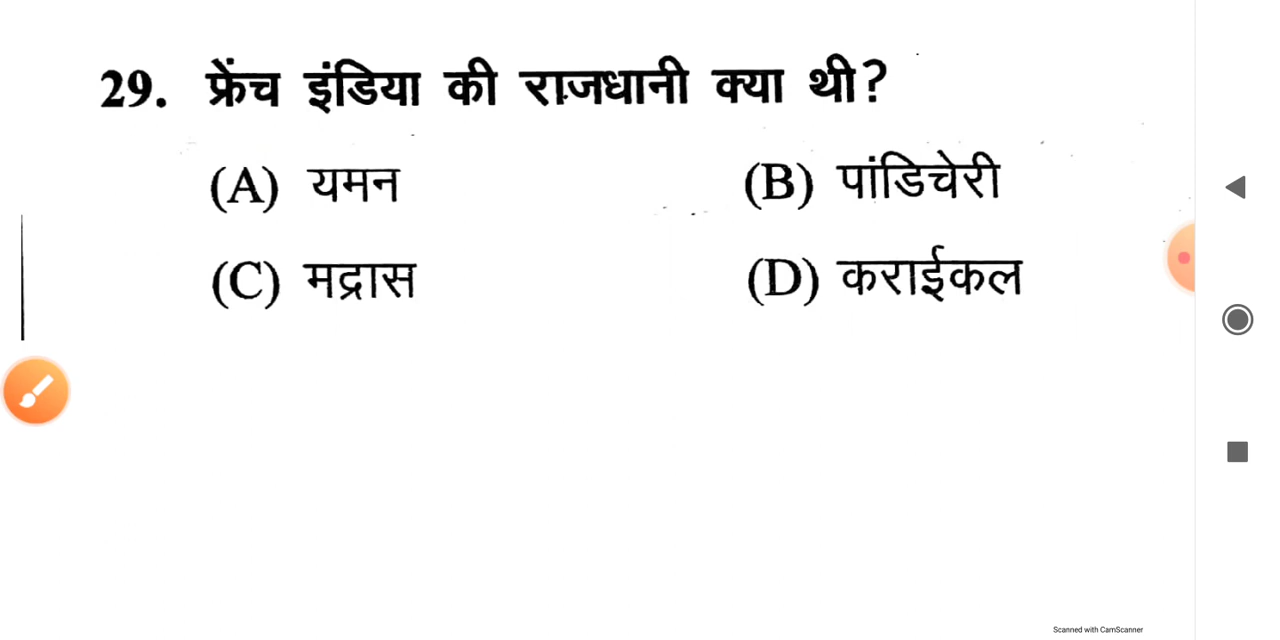 29. फ्रेंच इंडिया की राजधानी क्या थी?
(A) यमन (B) पांडिचेरी
(C) मद्रास (D) कराईकल
Scanned with CamScanner